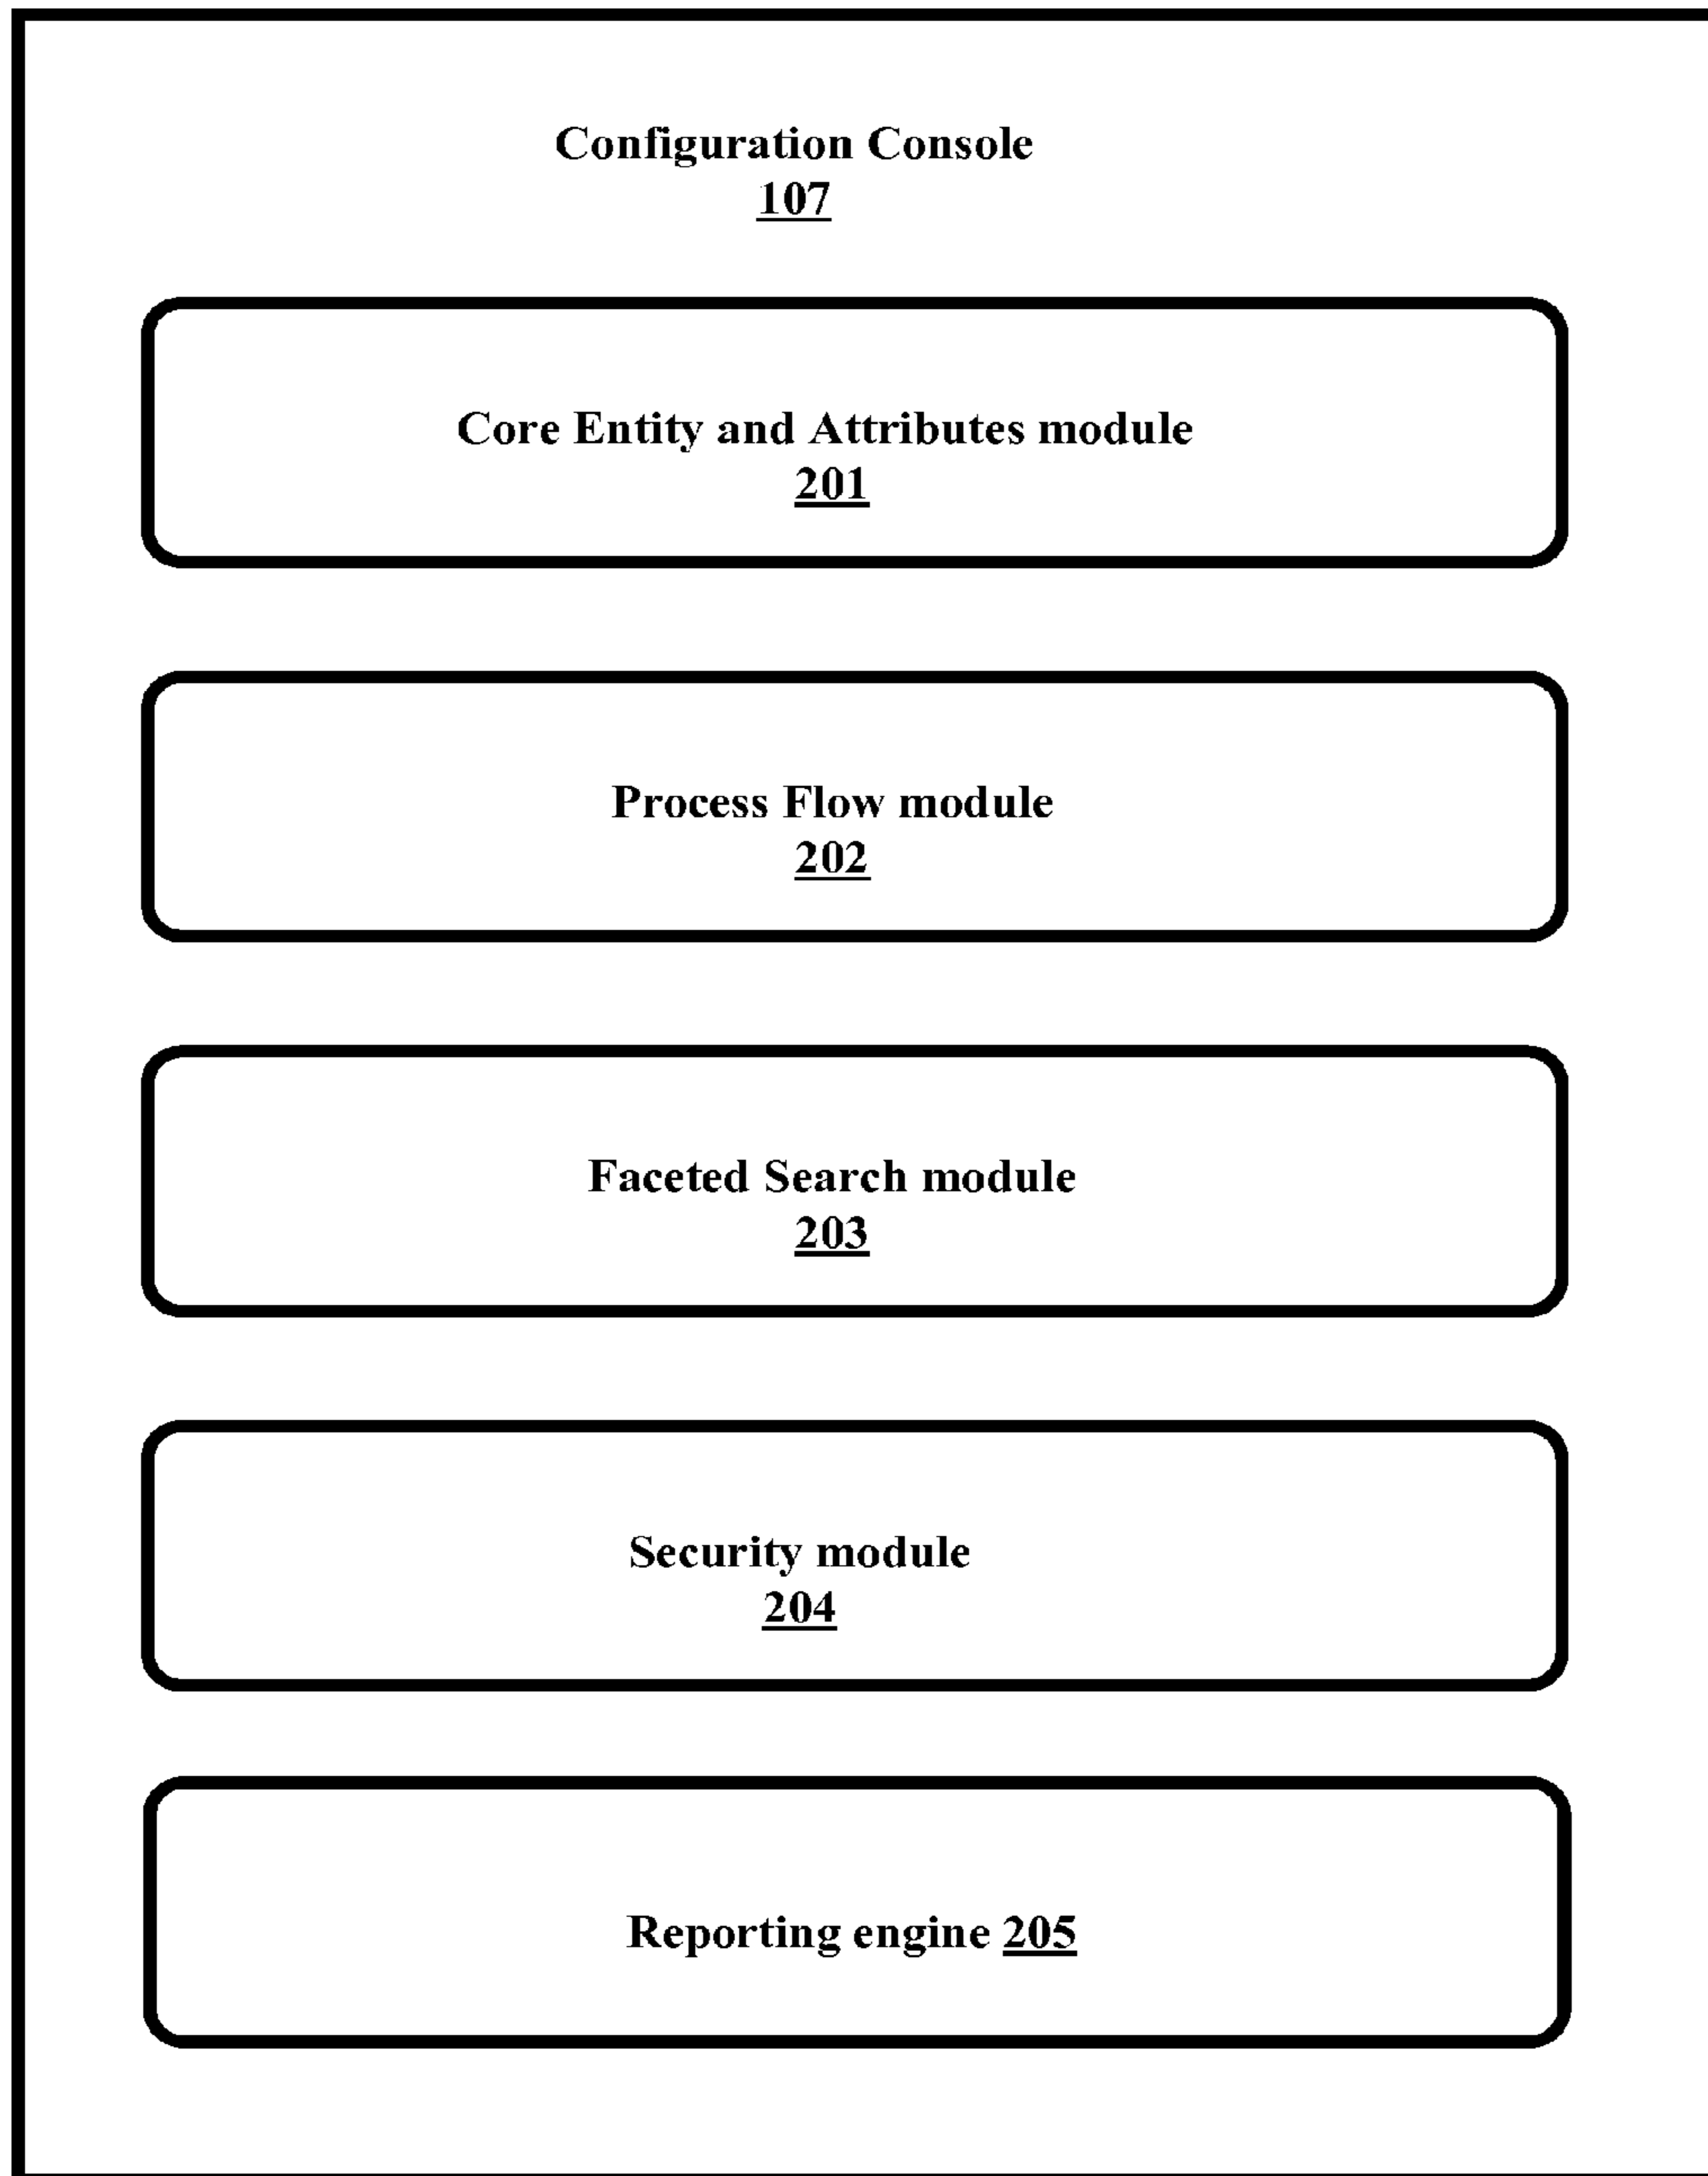 Configuration Console
107
Core Entity and Attributes module
201
Process Flow module
202
Faceted Search module
203
Security module
204
Reporting engine 205